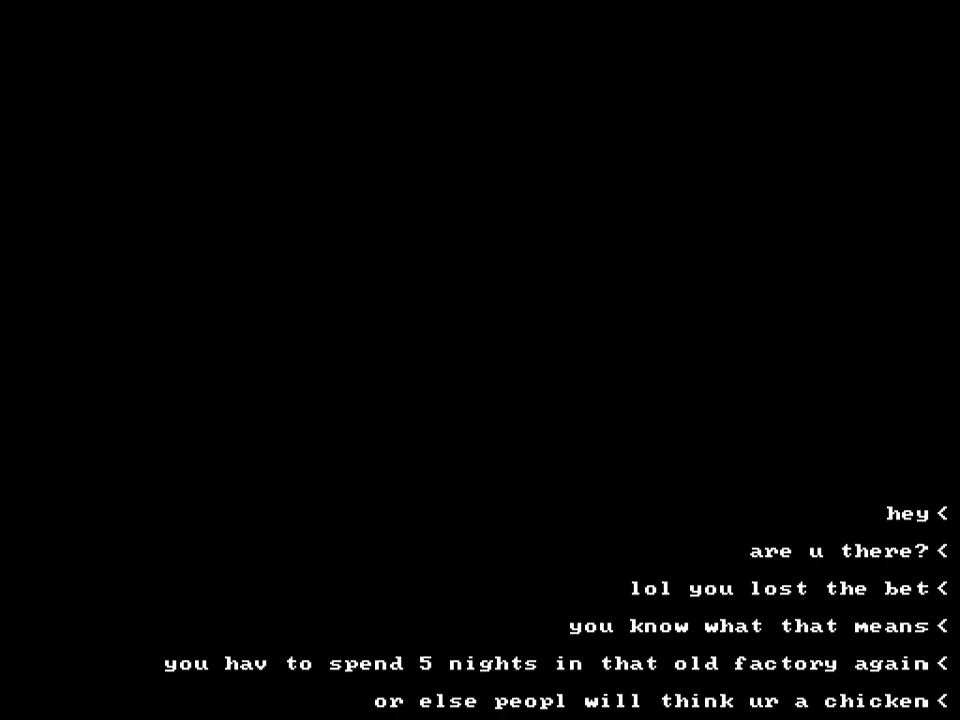 hey <
are u there? <
lol you lost the bet <
you know what that means <
you hav to spend 5 nights in that old factory again <
or else peopl will think ur a chicken <